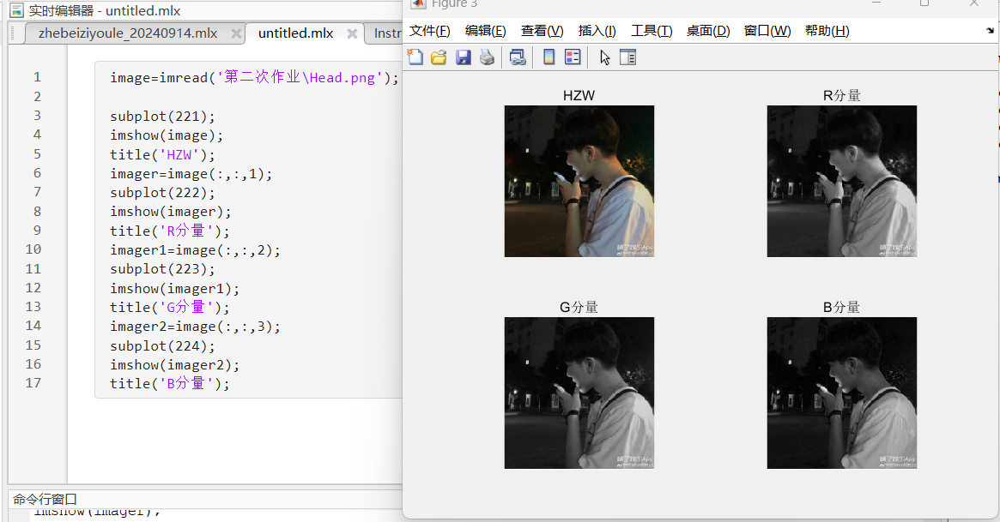 实时编辑器 - untitled.mlx
zhebeiziyoule_20240914.mlx
untitled.mlx
Instr
1 image=imread('第二次作业\Head.png');
2
3 subplot(221);
4 imshow(image);
5 title('HZW');
6 imager=image(:,:,1);
7 subplot(222);
8 imshow(imager);
9 title('R分量');
10 imager1=image(:,:,2);
11 subplot(223);
12 imshow(imager1);
13 title('G分量');
14 imager2=image(:,:,3);
15 subplot(224);
16 imshow(imager2);
17 title('B分量');
命令行窗口
imshow(imager);
Figure 3
文件(F) 编辑(E) 查看(V) 插入(I) 工具(T) 桌面(D) 窗口(W) 帮助(H)
HZW
R分量
G分量
B分量